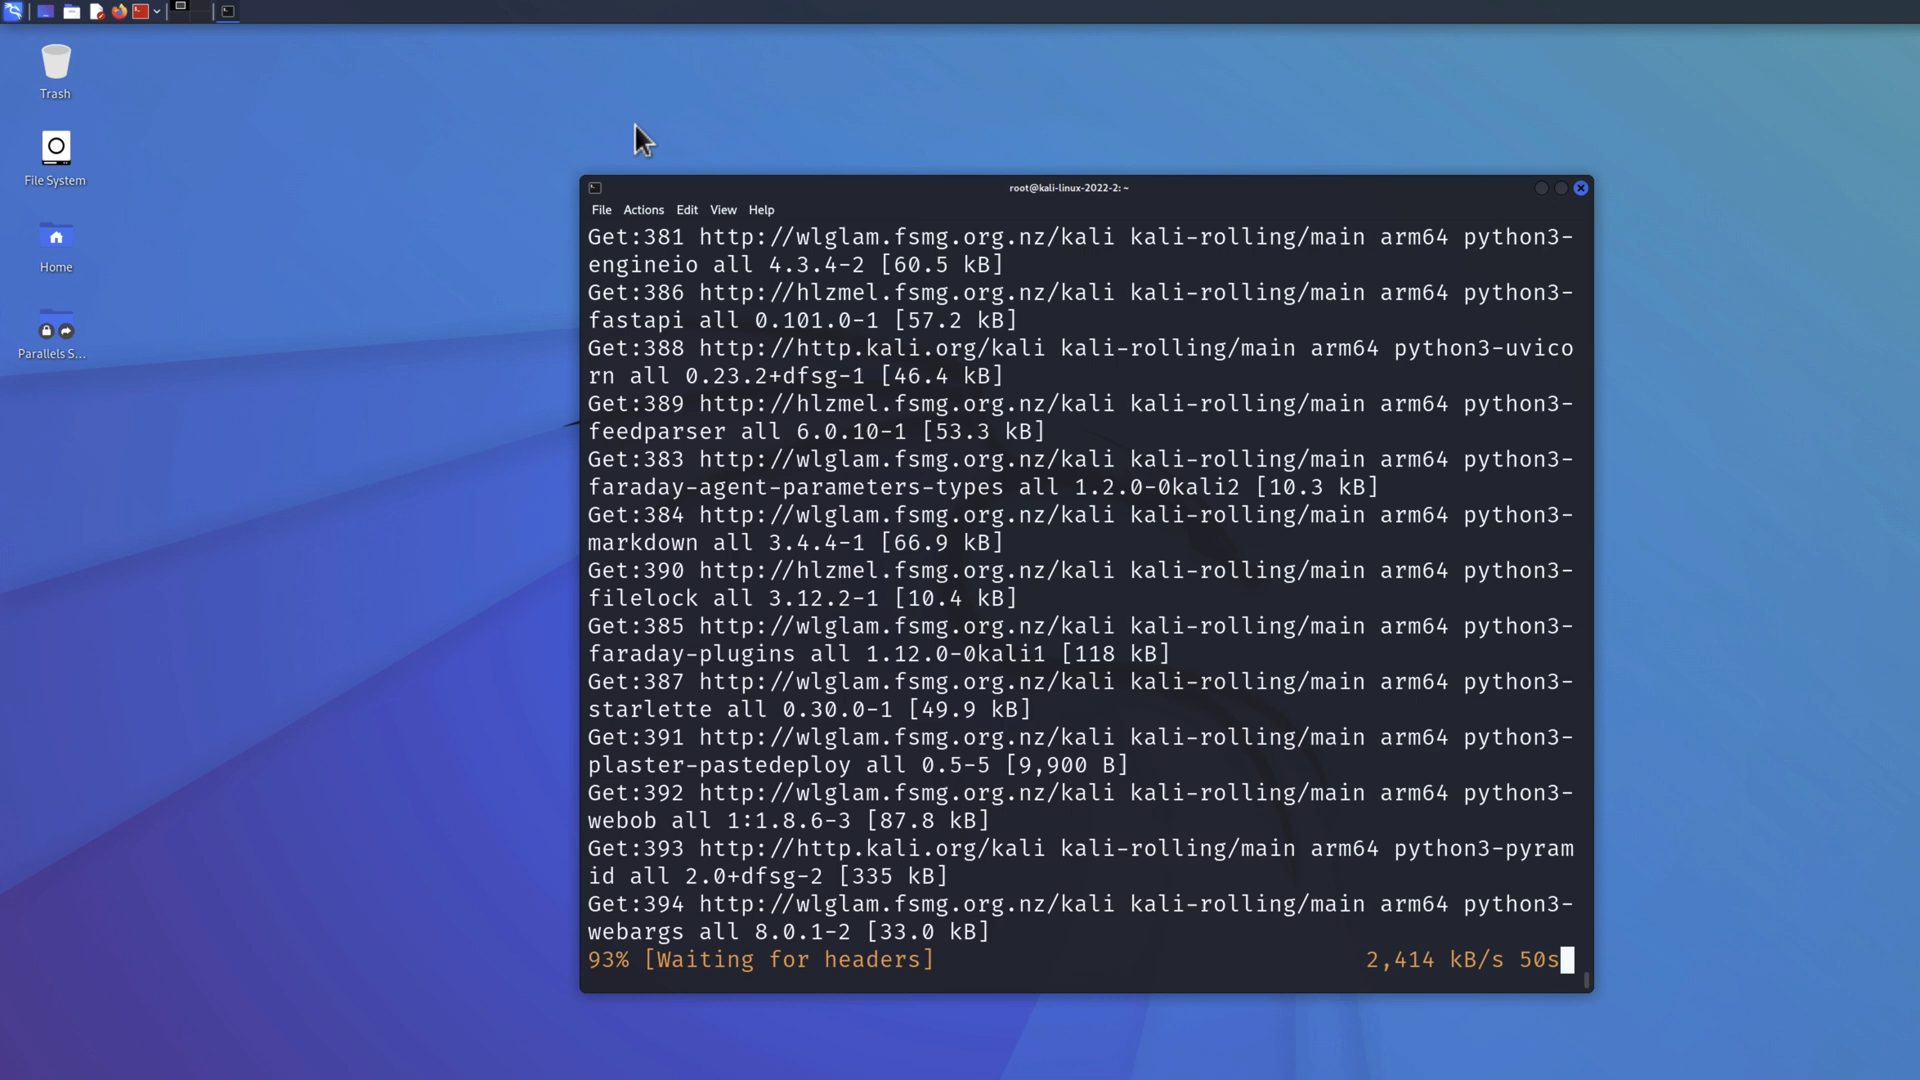 Trash
File System
Home
Parallels S...
root@kali-linux-2022-2: ~
File Actions Edit View Help
Get:381 http://wlglam.fsmg.org.nz/kali kali-rolling/main arm64 python3-
engineio all 4.3.4-2 [60.5 kB]
Get:386 http://hlzmel.fsmg.org.nz/kali kali-rolling/main arm64 python3-
fastapi all 0.101.0-1 [57.2 kB]
Get:388 http://http.kali.org/kali kali-rolling/main arm64 python3-uvico
rn all 0.23.2+dfsg-1 [46.4 kB]
Get:389 http://hlzmel.fsmg.org.nz/kali kali-rolling/main arm64 python3-
feedparser all 6.0.10-1 [53.3 kB]
Get:383 http://wlglam.fsmg.org.nz/kali kali-rolling/main arm64 python3-
faraday-agent-parameters-types all 1.2.0-0kali2 [10.3 kB]
Get:384 http://wlglam.fsmg.org.nz/kali kali-rolling/main arm64 python3-
markdown all 3.4.4-1 [66.9 kB]
Get:390 http://hlzmel.fsmg.org.nz/kali kali-rolling/main arm64 python3-
filelock all 3.12.2-1 [10.4 kB]
Get:385 http://wlglam.fsmg.org.nz/kali kali-rolling/main arm64 python3-
faraday-plugins all 1.12.0-0kali1 [118 kB]
Get:387 http://wlglam.fsmg.org.nz/kali kali-rolling/main arm64 python3-
starlette all 0.30.0-1 [49.9 kB]
Get:391 http://wlglam.fsmg.org.nz/kali kali-rolling/main arm64 python3-
plaster-pastedeploy all 0.5-5 [9,900 B]
Get:392 http://wlglam.fsmg.org.nz/kali kali-rolling/main arm64 python3-
webob all 1:1.8.6-3 [87.8 kB]
Get:393 http://http.kali.org/kali kali-rolling/main arm64 python3-pyram
id all 2.0+dfsg-2 [335 kB]
Get:394 http://wlglam.fsmg.org.nz/kali kali-rolling/main arm64 python3-
webargs all 8.0.1-2 [33.0 kB]
93% [Waiting for headers] 2,414 kB/s 50s